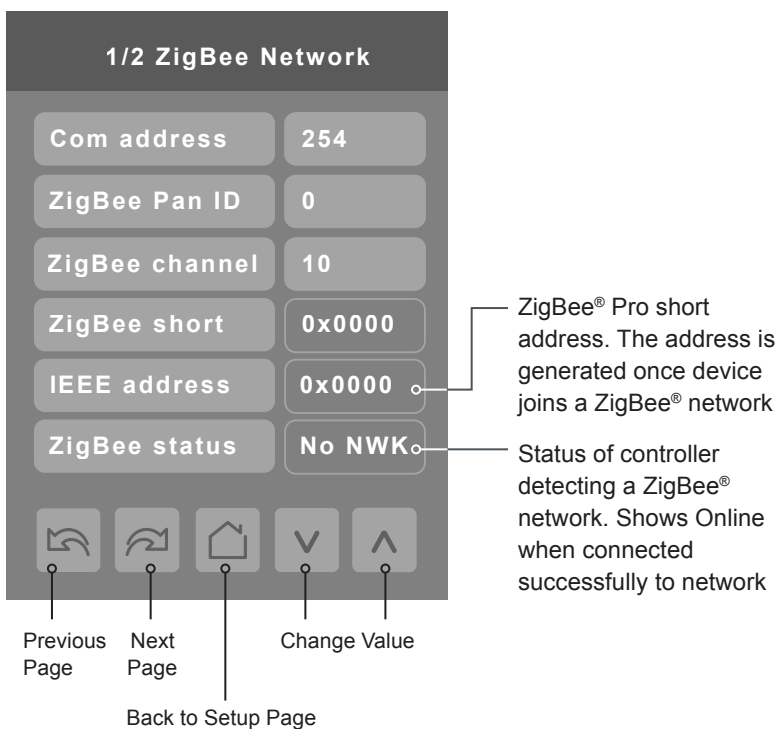 1/2 ZigBee Network
Com address 254
ZigBee Pan ID 0
ZigBee channel 10
ZigBee short 0x0000
IEEE address 0x0000
ZigBee status No NWK
ZigBee® Pro short
address. The address is
generated once device
joins a ZigBee® network
Status of controller
detecting a ZigBee®
network. Shows Online
when connected
successfully to network
Previous
Page
Next
Page
Change Value
Back to Setup Page